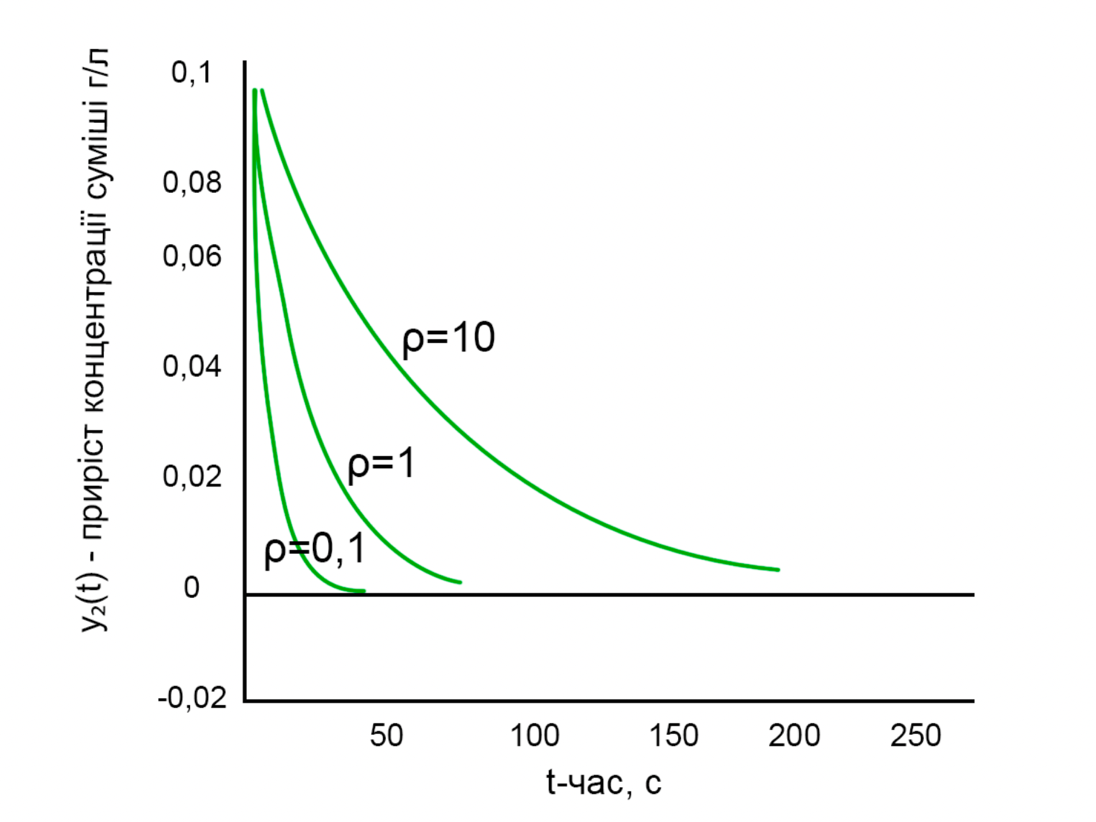 y₂(t) - приріст концентрації суміші г/л
0,1
0,08
0,06
0,04
0,02
0
-0,02
ρ=10
ρ=1
ρ=0,1
50 100 150 200 250
t-час, с